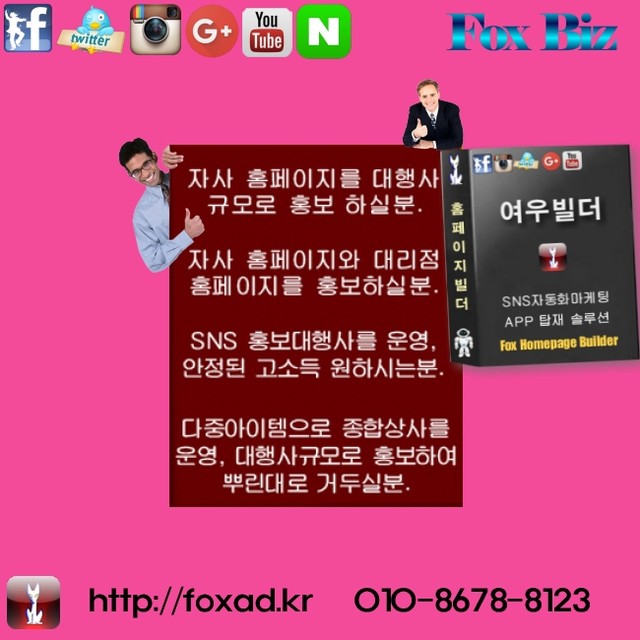 f
twitter
G+
You
Tube
N
Fox Biz
자사 홈페이지를 대행사
규모로 홍보 하실분.
자사 홈페이지와 대리점
홈페이지를 홍보하실분.
SNS 홍보대행사를 운영,
안정된 고소득 원하시는분.
다중아이템으로 종합상사를
운영, 대행사규모로 홍보하여
뿌린대로 거두실분.
홈페이지빌더
f
G+
You
Tube
여우빌더
SNS자동화마케팅
APP 탑재 솔루션
Fox Homepage Builder
http://foxad.kr 010-8678-8123